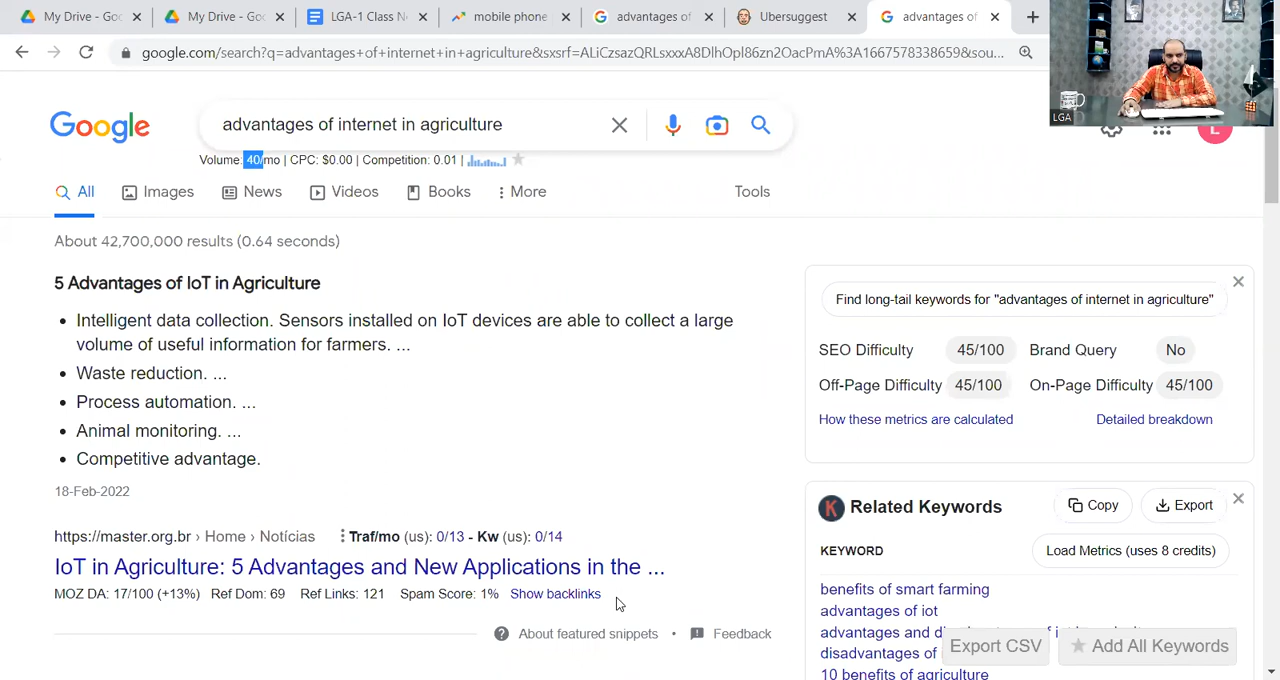 My Drive - Goo
My Drive - Goo
LGA-1 Class N
mobile phone
advantages of
Ubersuggest
advantages of
google.com/search?q=advantages+of+internet+in+agriculture&sxsrf=ALiCzsazQRLsxxxA8DlhOpl86zn2OacPmA%3A1667578338659&sou...
LGA
Google
advantages of internet in agriculture
L
Volume: 40/mo | CPC: $0.00 | Competition: 0.01 |
All
Images
News
Videos
Books
More
Tools
About 42,700,000 results (0.64 seconds)
5 Advantages of IoT in Agriculture
• Intelligent data collection. Sensors installed on IoT devices are able to collect a large
volume of useful information for farmers. ...
• Waste reduction. ...
• Process automation. ...
• Animal monitoring. ...
• Competitive advantage.
18-Feb-2022
https://master.org.br › Home › Notícias
Traf/mo (us): 0/13 - Kw (us): 0/14
IoT in Agriculture: 5 Advantages and New Applications in the ...
MOZ DA: 17/100 (+13%) Ref Dom: 69 Ref Links: 121 Spam Score: 1% Show backlinks
About featured snippets • Feedback
Find long-tail keywords for "advantages of internet in agriculture"
SEO Difficulty 45/100 Brand Query No
Off-Page Difficulty 45/100 On-Page Difficulty 45/100
How these metrics are calculated Detailed breakdown
K Related Keywords Copy Export
KEYWORD Load Metrics (uses 8 credits)
benefits of smart farming
advantages of iot
advantages and
disadvantages of
10 benefits of agriculture
Export CSV
Add All Keywords